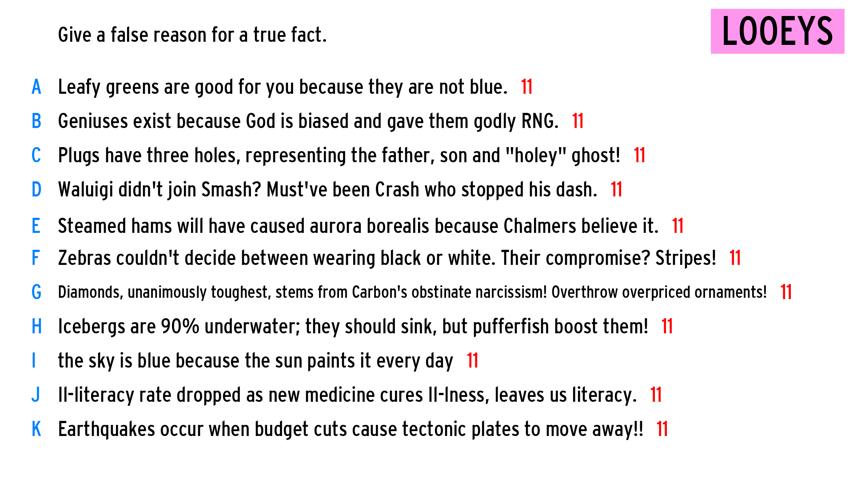 Give a false reason for a true fact.
LOOEYS
A Leafy greens are good for you because they are not blue. 11
B Geniuses exist because God is biased and gave them godly RNG. 11
C Plugs have three holes, representing the father, son and "holey" ghost! 11
D Waluigi didn't join Smash? Must've been Crash who stopped his dash. 11
E Steamed hams will have caused aurora borealis because Chalmers believe it. 11
F Zebras couldn't decide between wearing black or white. Their compromise? Stripes! 11
G Diamonds, unanimously toughest, stems from Carbon's obstinate narcissism! Overthrow overpriced ornaments! 11
H Icebergs are 90% underwater; they should sink, but pufferfish boost them! 11
I the sky is blue because the sun paints it every day 11
J Il-literacy rate dropped as new medicine cures Il-lness, leaves us literacy. 11
K Earthquakes occur when budget cuts cause tectonic plates to move away!! 11